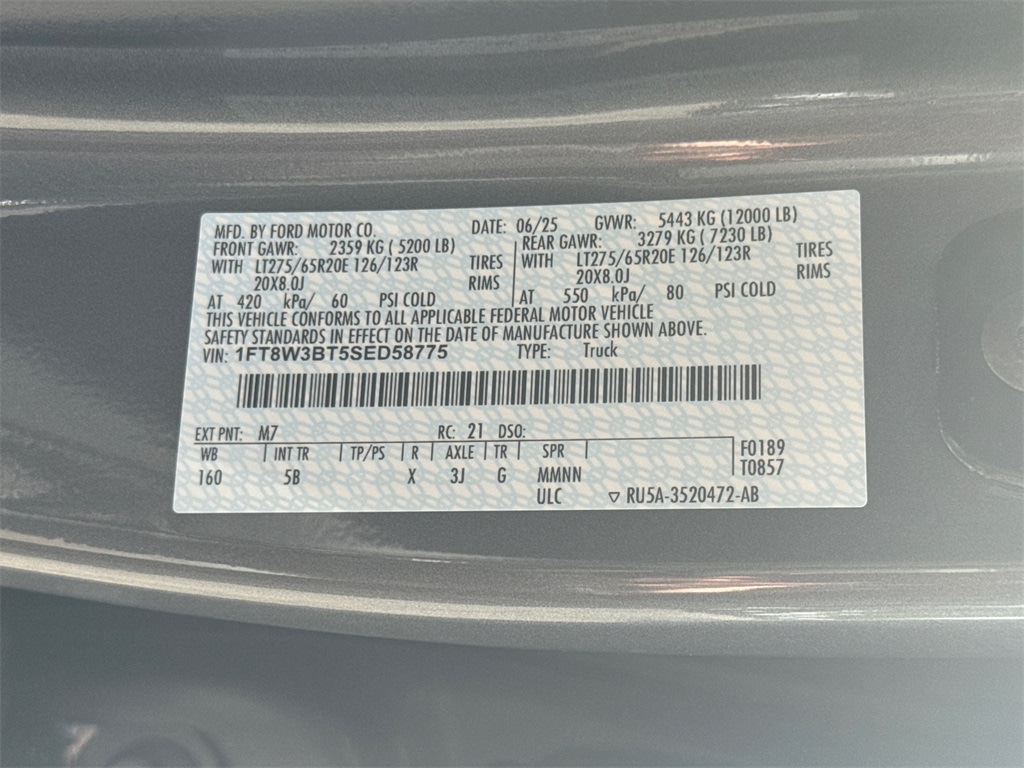 MFD. BY FORD MOTOR CO. DATE: 06/25 GVWR: 5443 KG (12000 LB)
FRONT GAWR: 2359 KG ( 5200 LB) REAR GAWR: 3279 KG ( 7230 LB)
WITH LT275/65R20E 126/123R TIRES WITH LT275/65R20E 126/123R TIRES
20X8.0J RIMS 20X8.0J RIMS
AT 420 kPa/ 60 PSI COLD AT 550 kPa/ 80 PSI COLD
THIS VEHICLE CONFORMS TO ALL APPLICABLE FEDERAL MOTOR VEHICLE
SAFETY STANDARDS IN EFFECT ON THE DATE OF MANUFACTURE SHOWN ABOVE.
VIN: 1FT8W3BT5SED58775 TYPE: Truck
EXT PNT: M7 RC: 21 DSO:
WB INT TR TP/PS R AXLE TR SPR F0189
160 5B X 3J G MMNN T0857
ULC ▽ RU5A-3520472-AB